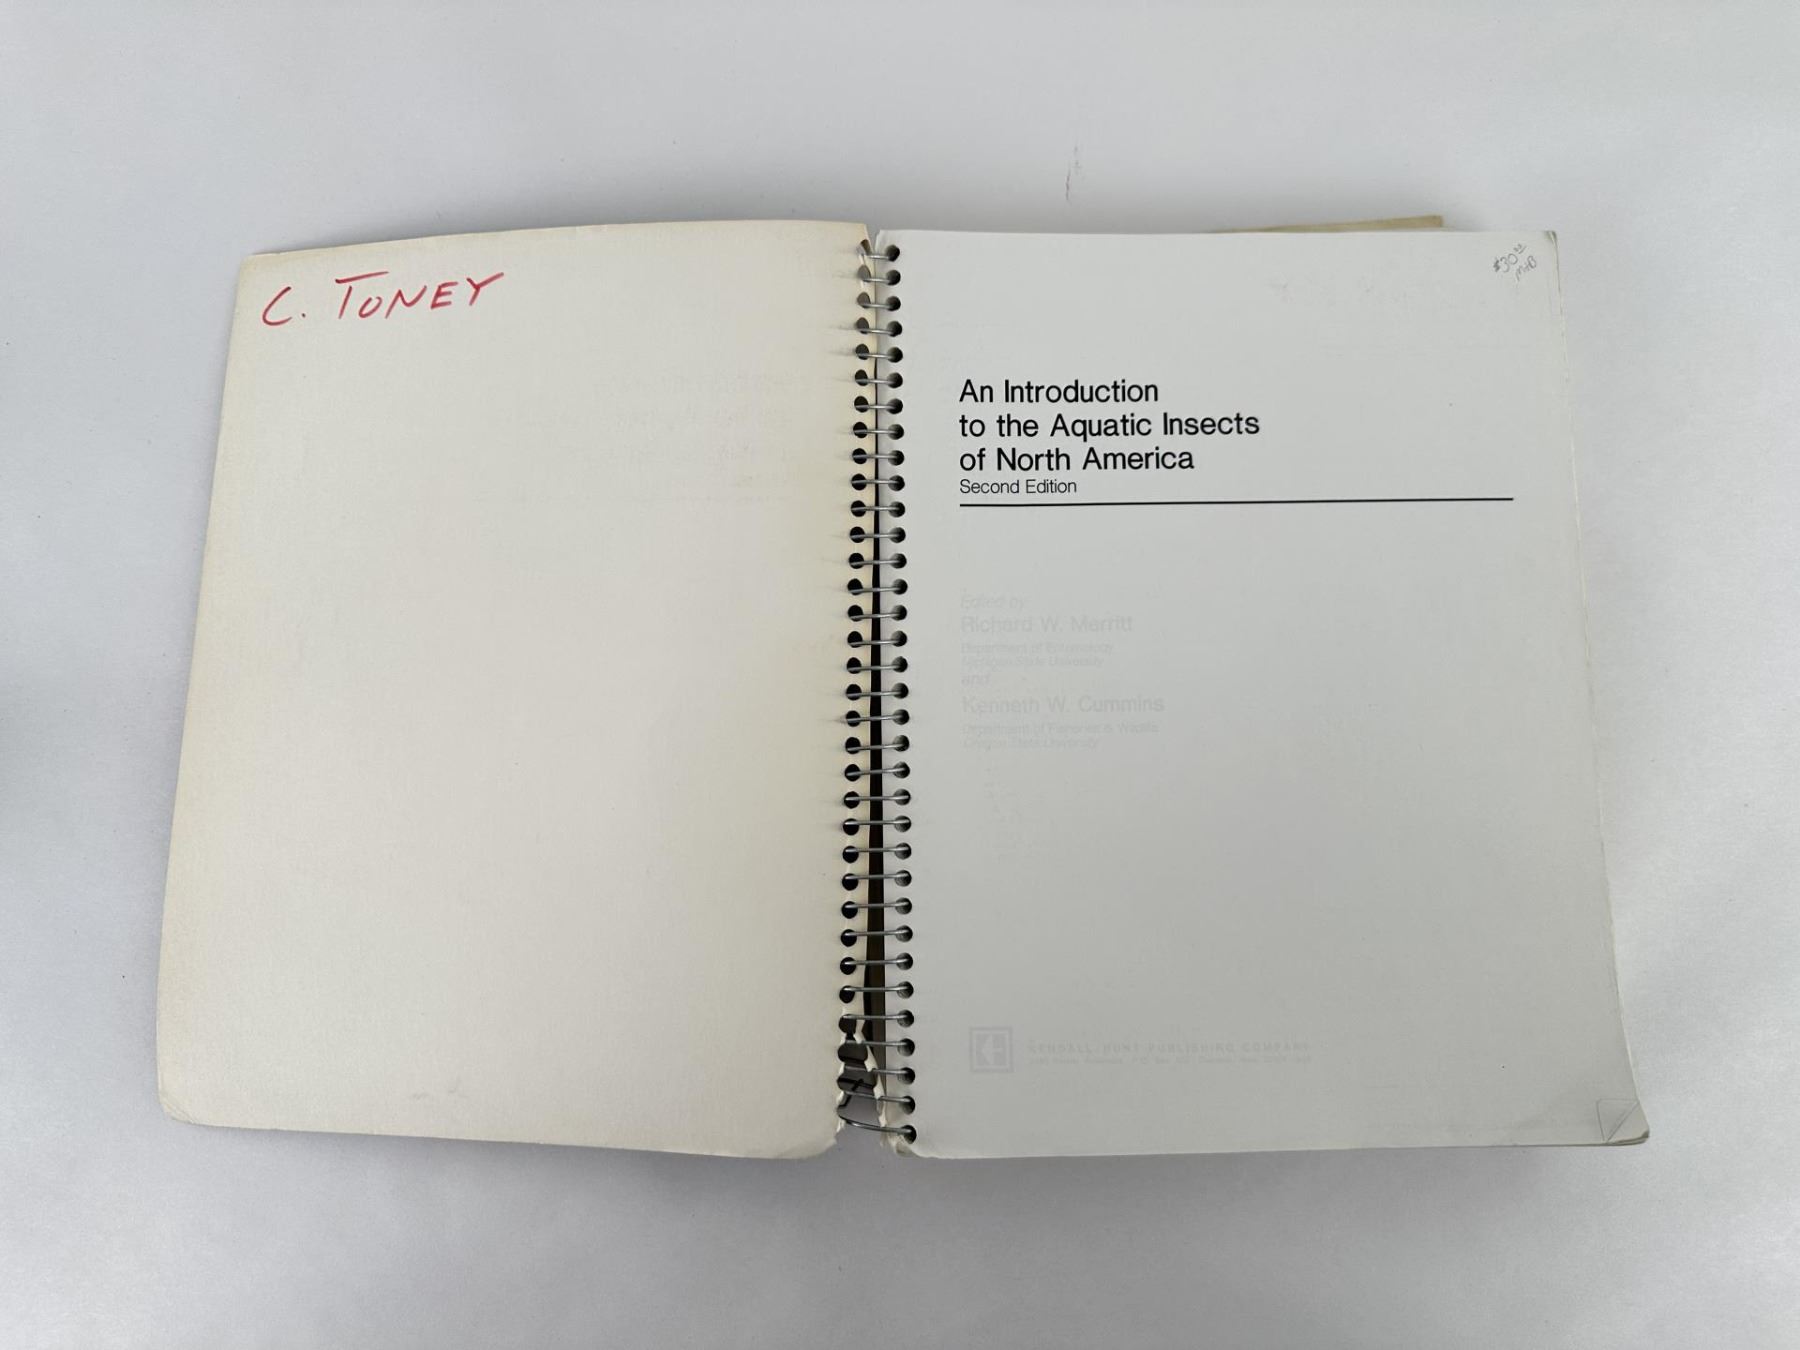 C. TONEY
$30.00
M+B
An Introduction
to the Aquatic Insects
of North America
Second Edition
Edited by
Richard W. Merritt
Department of Entomology
Michigan State University
and
Kenneth W. Cummins
Department of Fisheries & Wildlife
Oregon State University
KENDALL/HUNT PUBLISHING COMPANY